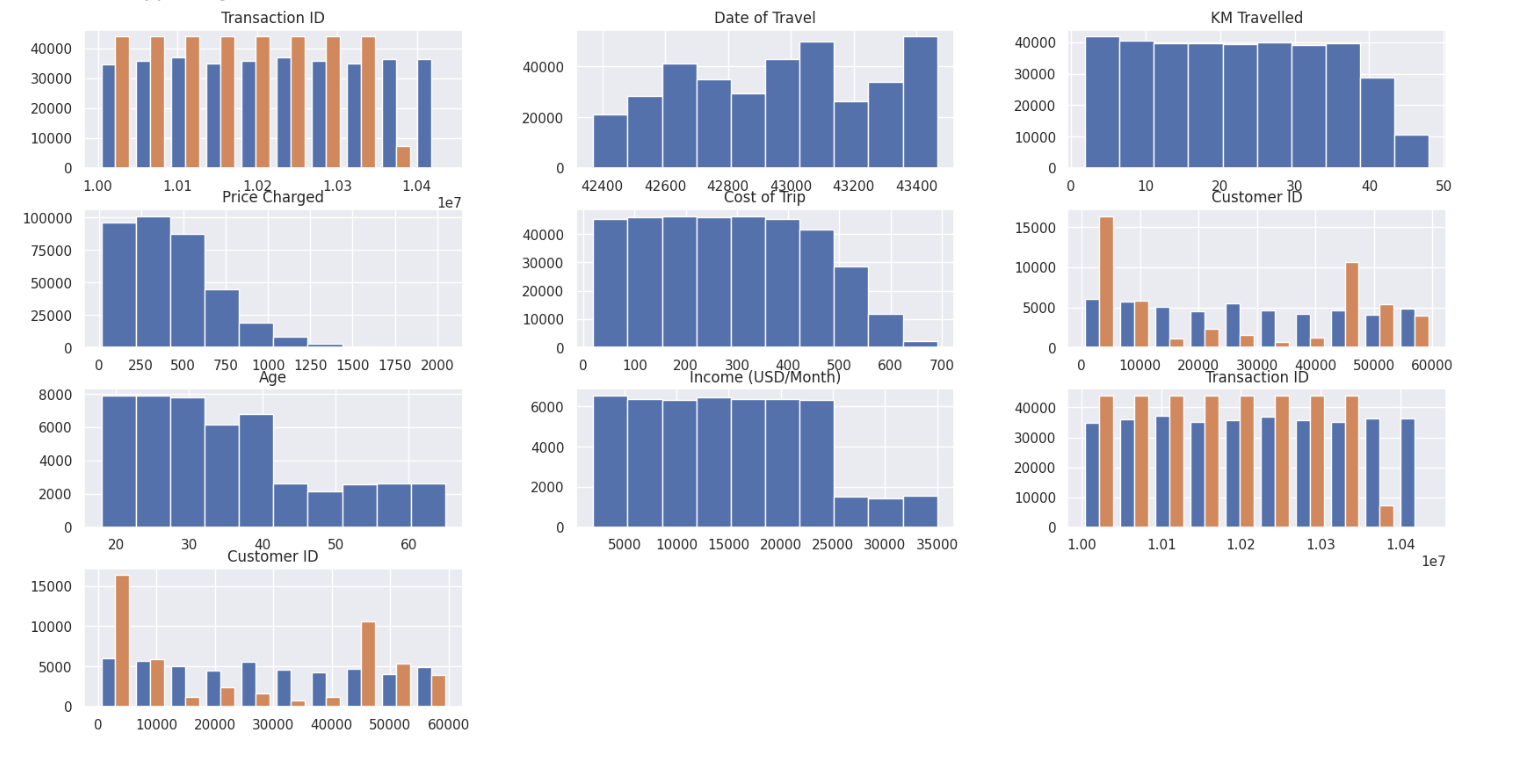 Transaction ID
40000
30000
20000
10000
0
1.00 1.01 1.02 1.03 1.04
1e7
Date of Travel
40000
20000
0
42400 42600 42800 43000 43200 43400
KM Travelled
40000
30000
20000
10000
0
0 10 20 30 40 50
Price Charged
100000
75000
50000
25000
0
0 250 500 750 1000 1250 1500 1750 2000
Cost of Trip
40000
30000
20000
10000
0
0 100 200 300 400 500 600 700
Customer ID
15000
10000
5000
0
0 10000 20000 30000 40000 50000 60000
Age
8000
6000
4000
2000
0
20 30 40 50 60
Income (USD/Month)
6000
4000
2000
0
5000 10000 15000 20000 25000 30000 35000
Transaction ID
40000
30000
20000
10000
0
1.00 1.01 1.02 1.03 1.04
1e7
Customer ID
15000
10000
5000
0
0 10000 20000 30000 40000 50000 60000